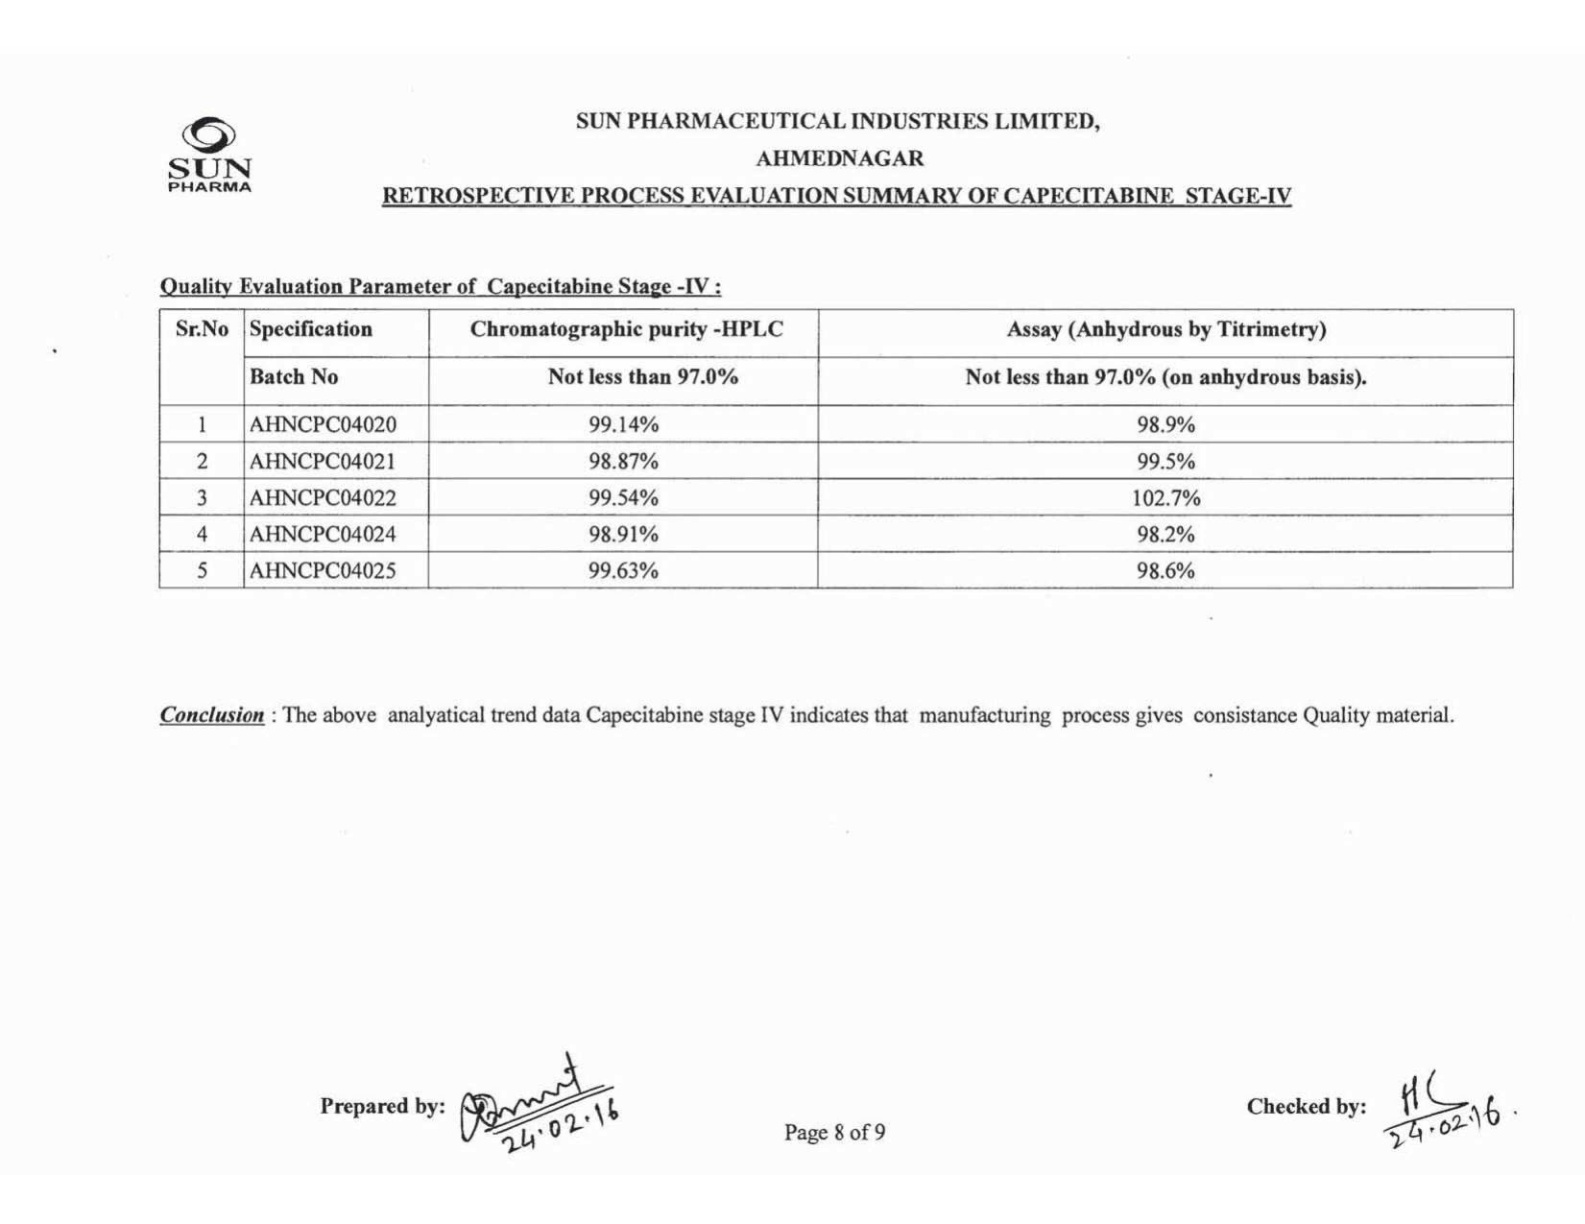 SUN
PHARMA
SUN PHARMACEUTICAL INDUSTRIES LIMITED,
AHMEDNAGAR
RETROSPECTIVE PROCESS EVALUATION SUMMARY OF CAPECITABINE STAGE-IV
Quality Evaluation Parameter of Capecitabine Stage -IV :
Sr.No Specification Chromatographic purity -HPLC Assay (Anhydrous by Titrimetry)
Batch No Not less than 97.0% Not less than 97.0% (on anhydrous basis).
1 AHNCPC04020 99.14% 98.9%
2 AHNCPC04021 98.87% 99.5%
3 AHNCPC04022 99.54% 102.7%
4 AHNCPC04024 98.91% 98.2%
5 AHNCPC04025 99.63% 98.6%
Conclusion : The above analyatical trend data Capecitabine stage IV indicates that manufacturing process gives consistance Quality material.
Prepared by:
24.02.16
Page 8 of 9
Checked by: HC
24.02.16.